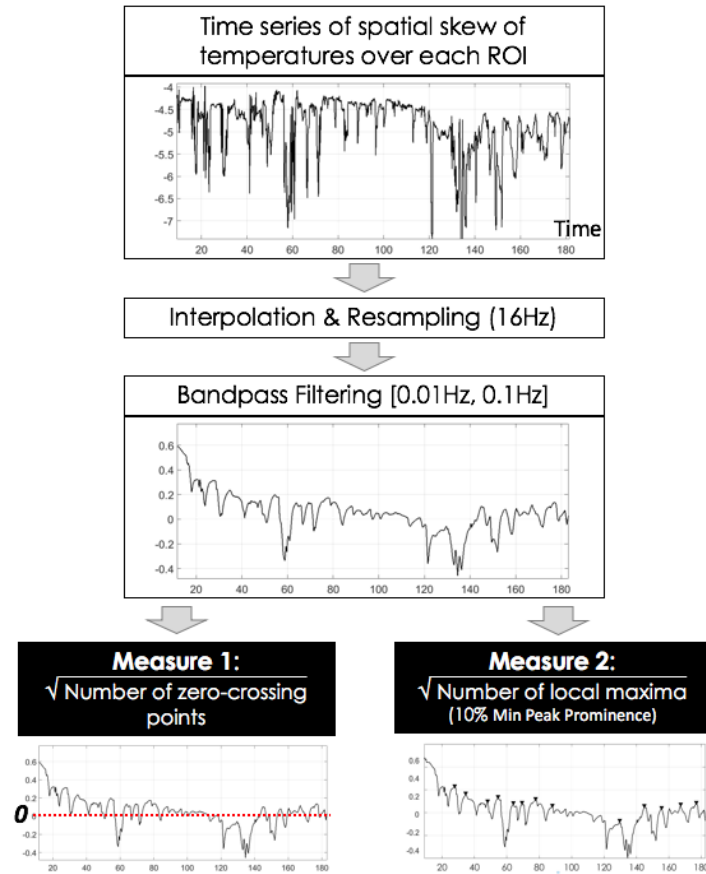 Time series of spatial skew of
temperatures over each ROI
-4
-4.5
-5
-5.5
-6
-6.5
-7
Time
20 40 60 80 100 120 140 160 180
Interpolation & Resampling (16Hz)
Bandpass Filtering [0.01Hz, 0.1Hz]
0.6
0.4
0.2
0
-0.2
-0.4
20 40 60 80 100 120 140 160 180
Measure 1:
√ Number of zero-crossing
points
Measure 2:
√ Number of local maxima
(10% Min Peak Prominence)
0.6
0.4
0.2
0
0
-0.2
-0.4
20 40 60 80 100 120 140 160 180
0.6
0.4
0.2
0
-0.2
-0.4
20 40 60 80 100 120 140 160 180